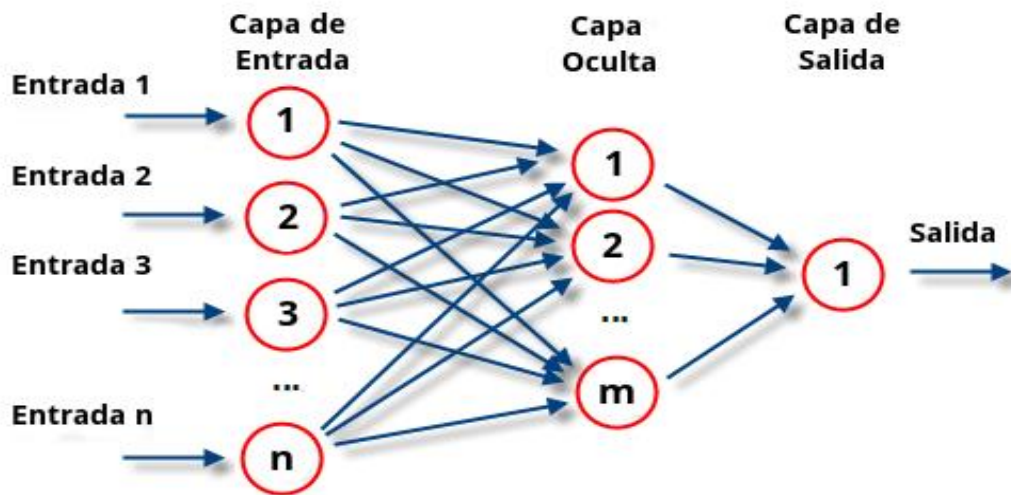 Capa de
Entrada
Capa
Oculta
Capa de
Salida
Entrada 1
1
Entrada 2
2
Entrada 3
3
...
Entrada n
n
1
2
...
m
1
Salida